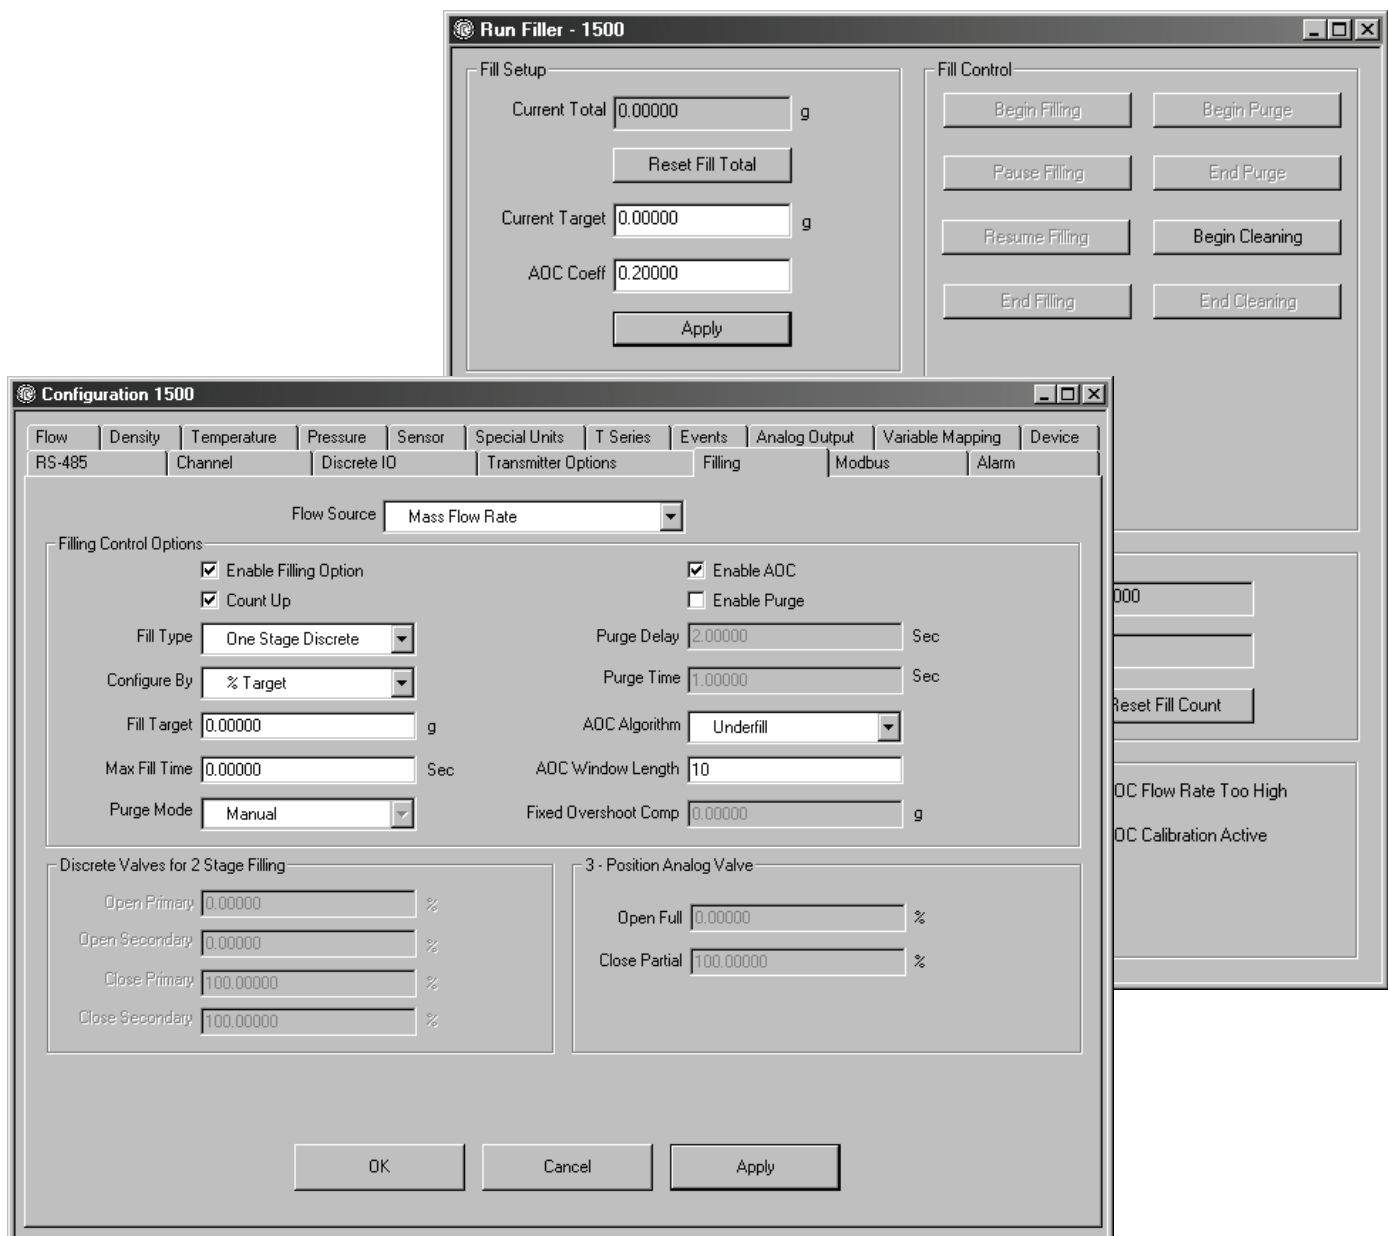 Run Filler - 1500
Fill Setup
Current Total 0.00000 g
Reset Fill Total
Current Target 0.00000 g
AOC Coeff 0.20000
Apply
Fill Control
Begin Filling Begin Purge
Pause Filling End Purge
Resume Filling Begin Cleaning
End Filling End Cleaning
000
Reset Fill Count
OC Flow Rate Too High
OC Calibration Active
Configuration 1500
Flow Density Temperature Pressure Sensor Special Units T Series Events Analog Output Variable Mapping Device
RS-485 Channel Discrete IO Transmitter Options Filling Modbus Alarm
Flow Source Mass Flow Rate
Filling Control Options
Enable Filling Option Enable AOC
Count Up Enable Purge
Fill Type One Stage Discrete Purge Delay 2.00000 Sec
Configure By % Target Purge Time 1.00000 Sec
Fill Target 0.00000 g AOC Algorithm Underfill
Max Fill Time 0.00000 Sec AOC Window Length 10
Purge Mode Manual Fixed Overshoot Comp 0.00000 g
Discrete Valves for 2 Stage Filling
Open Primary 0.00000 %
Open Secondary 0.00000 %
Close Primary 100.00000 %
Close Secondary 100.00000 %
3 - Position Analog Valve
Open Full 0.00000 %
Close Partial 100.00000 %
OK Cancel Apply